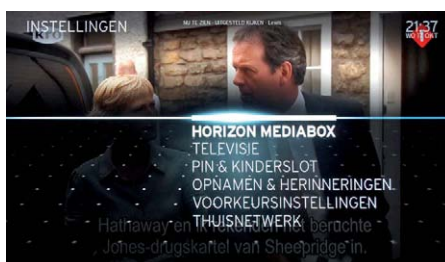 INSTELLINGEN
NU TE ZIEN - UITGESTELD KIJKEN - Lewis
21:37
HORIZON MEDIABOX
TELEVISIE
PIN & KINDERSLOT
OPNAMEN & HERINNERINGEN
VOORKEURSINSTELLINGEN
THUISNETWERK
Hathaway en ik rekenden het beruchte
Jones-drugskartel van Sheepridge in.